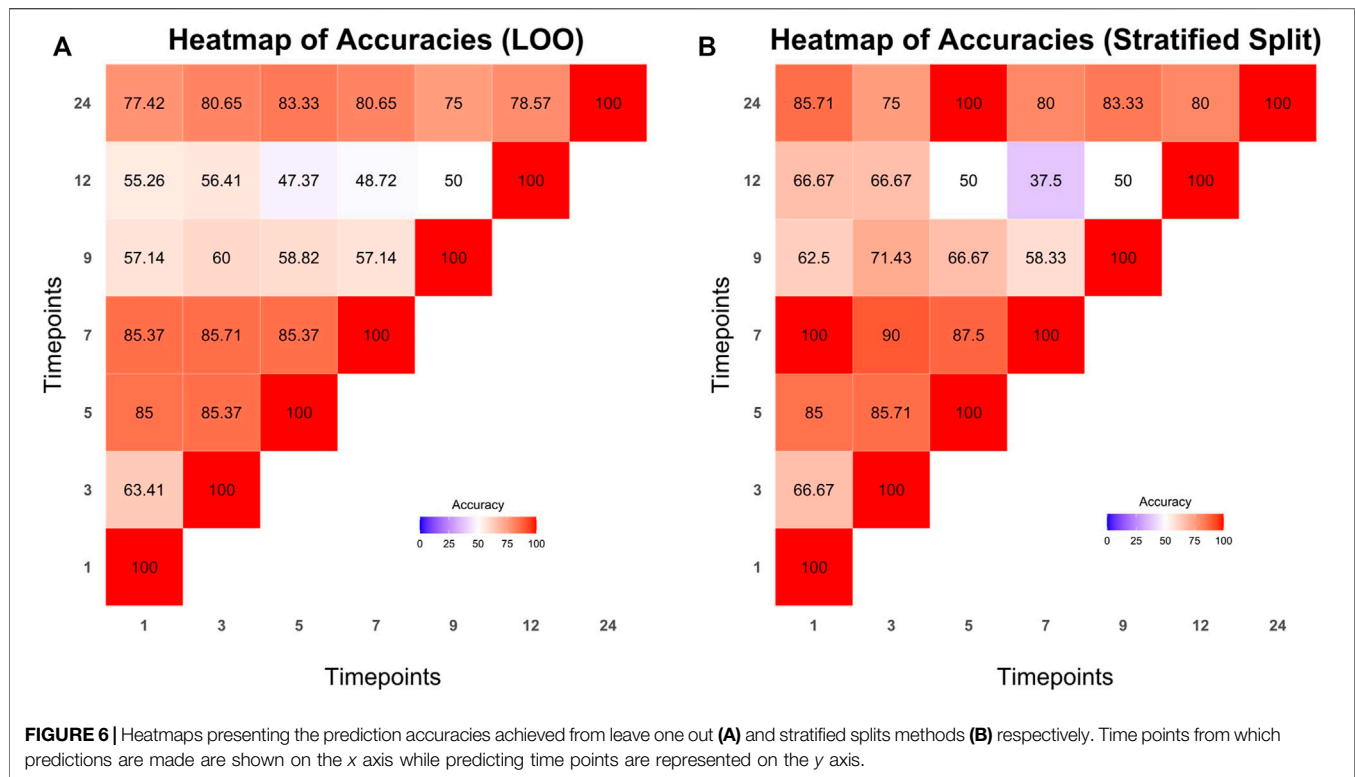 A
Heatmap of Accuracies (LOO)
Timepoints
24 77.42 80.65 83.33 80.65 75 78.57 100
12 55.26 56.41 47.37 48.72 50 100
9 57.14 60 58.82 57.14 100
7 85.37 85.71 85.37 100
5 85 85.37 100
3 63.41 100
1 100
Accuracy
0 25 50 75 100
1 3 5 7 9 12 24
Timepoints
B
Heatmap of Accuracies (Stratified Split)
Timepoints
24 85.71 75 100 80 83.33 80 100
12 66.67 66.67 50 37.5 50 100
9 62.5 71.43 66.67 58.33 100
7 100 90 87.5 100
5 85 85.71 100
3 66.67 100
1 100
Accuracy
0 25 50 75 100
1 3 5 7 9 12 24
Timepoints
FIGURE 6 | Heatmaps presenting the prediction accuracies achieved from leave one out (A) and stratified splits methods (B) respectively. Time points from which
predictions are made are shown on the x axis while predicting time points are represented on the y axis.